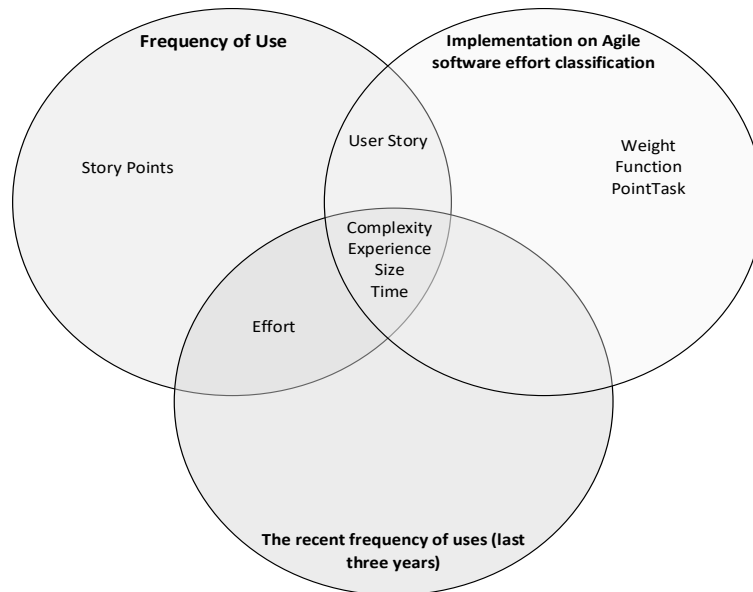 Frequency of Use
Implementation on Agile
software effort classification
User Story
Story Points
Weight
Function
PointTask
Complexity
Experience
Size
Time
Effort
The recent frequency of uses (last
three years)